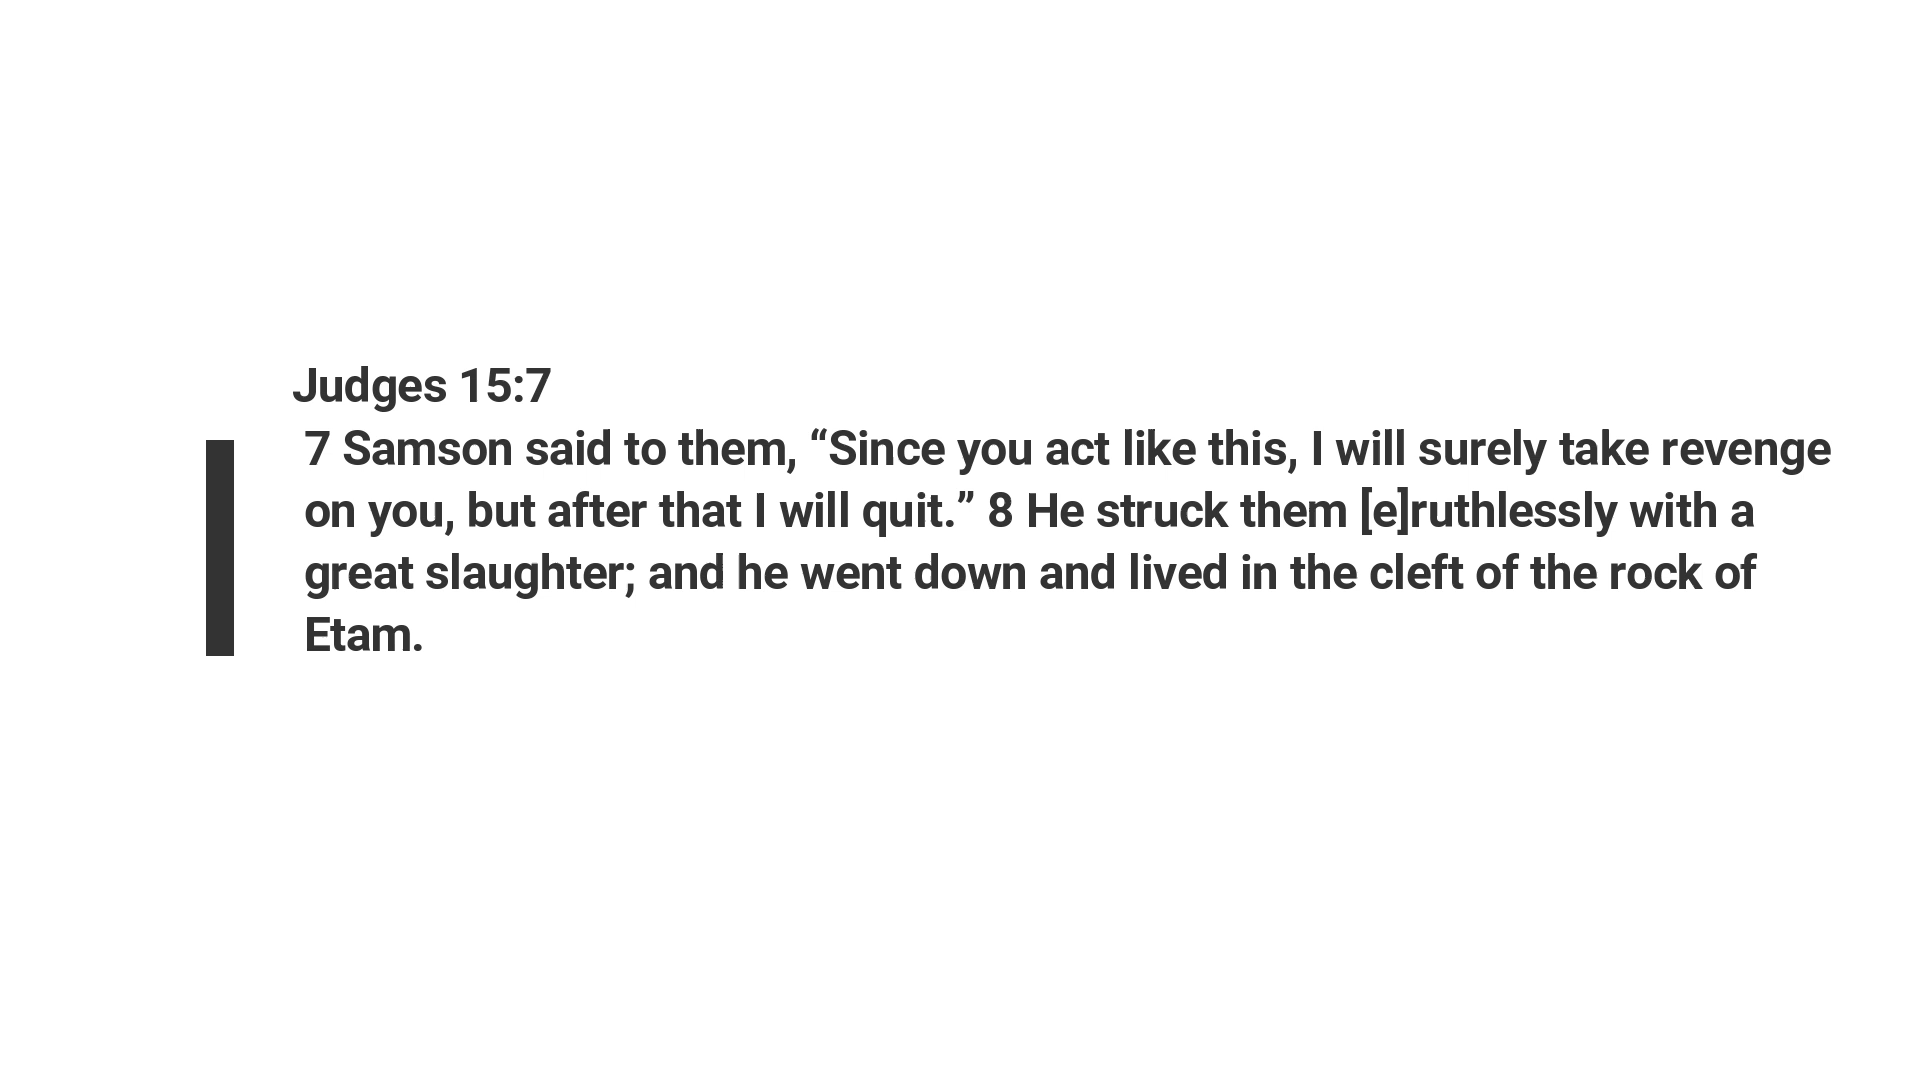 Judges 15:7
7 Samson said to them, “Since you act like this, I will surely take revenge
on you, but after that I will quit.” 8 He struck them [e]ruthlessly with a
great slaughter; and he went down and lived in the cleft of the rock of
Etam.